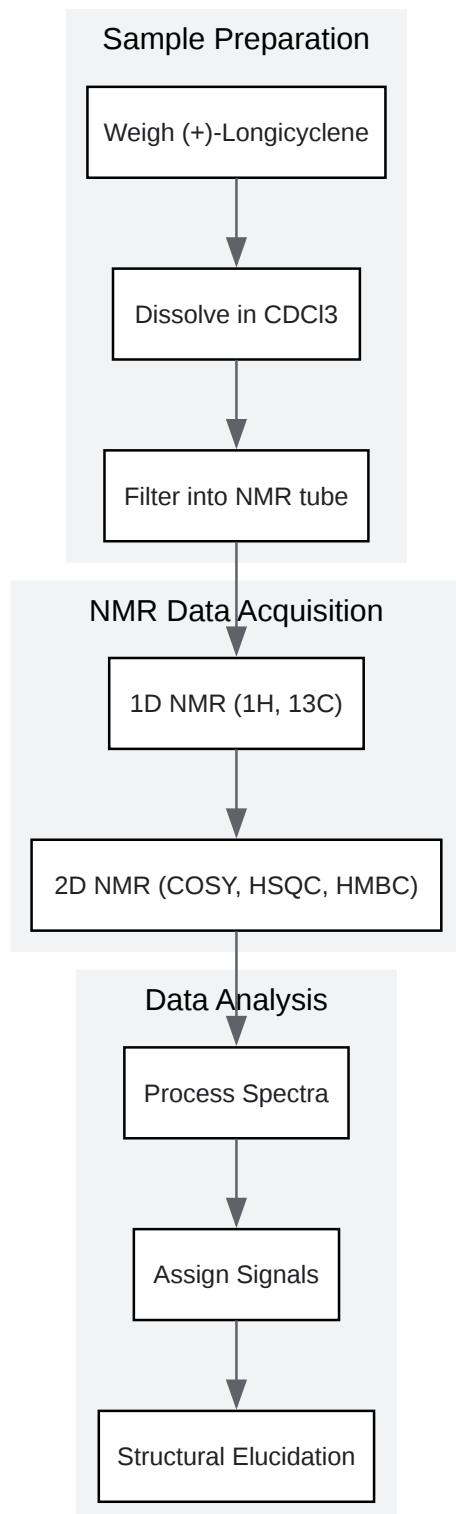 Sample Preparation
Weigh (+)-Longicyclene
Dissolve in CDCl3
Filter into NMR tube
NMR Data Acquisition
1D NMR (1H, 13C)
2D NMR (COSY, HSQC, HMBC)
Data Analysis
Process Spectra
Assign Signals
Structural Elucidation